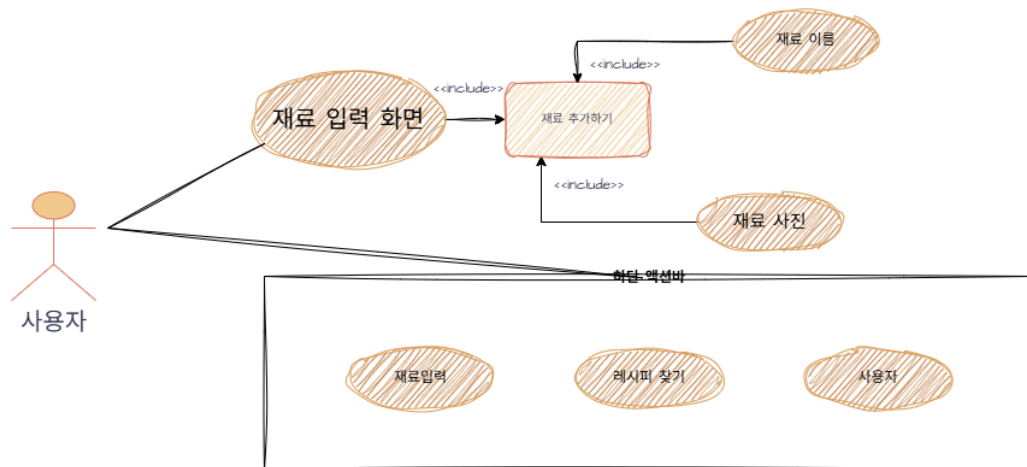 재료 이름
<<include>>
<<include>>
재료 입력 화면
재료 추가하기
<<include>>
재료 사진
하단 액션바
사용자
재료입력
레시피 찾기
사용자